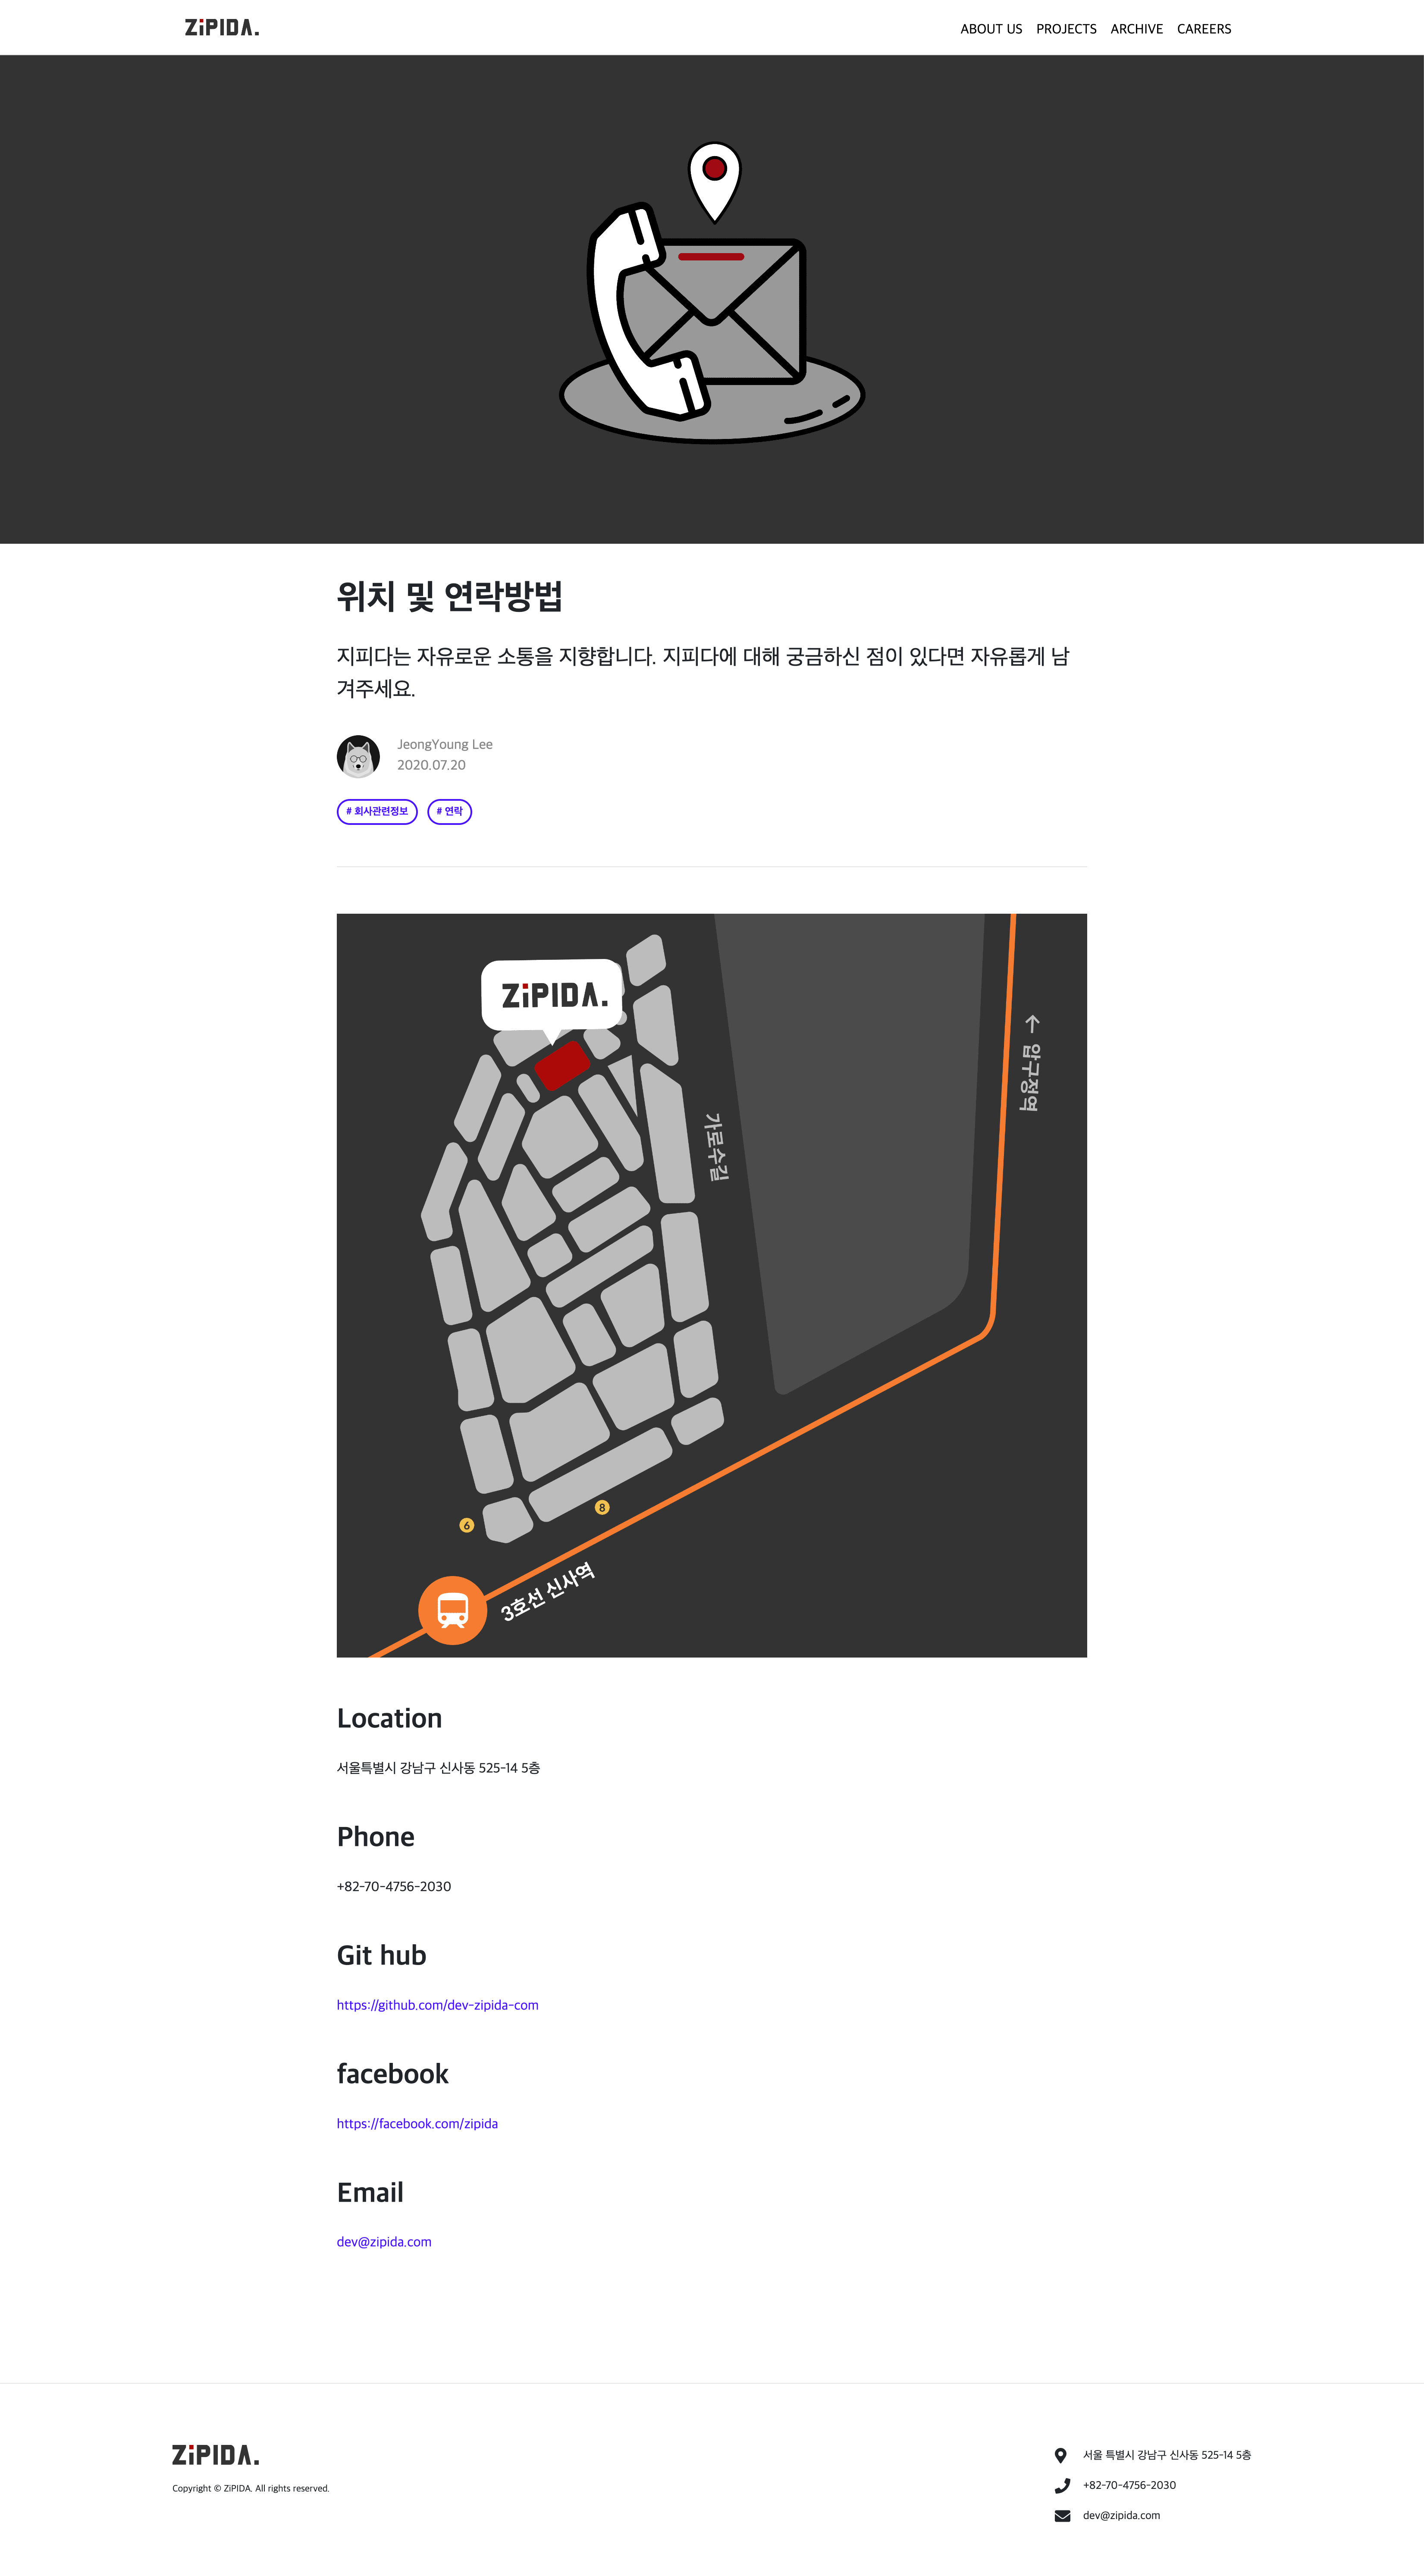 ZiPIDA.
ABOUT US PROJECTS ARCHIVE CAREERS
위치 및 연락방법
지피다는 자유로운 소통을 지향합니다. 지피다에 대해 궁금하신 점이 있다면 자유롭게 남
겨주세요.
JeongYoung Lee
2020.07.20
# 회사관련정보 # 연락
ZiPIDA.
← 압구정역
가로수길
8
6
3호선 신사역
Location
서울특별시 강남구 신사동 525-14 5층
Phone
+82-70-4756-2030
Git hub
https://github.com/dev-zipida-com
facebook
https://facebook.com/zipida
Email
dev@zipida.com
ZiPIDA.
Copyright © ZiPIDA. All rights reserved.
서울 특별시 강남구 신사동 525-14 5층
+82-70-4756-2030
dev@zipida.com